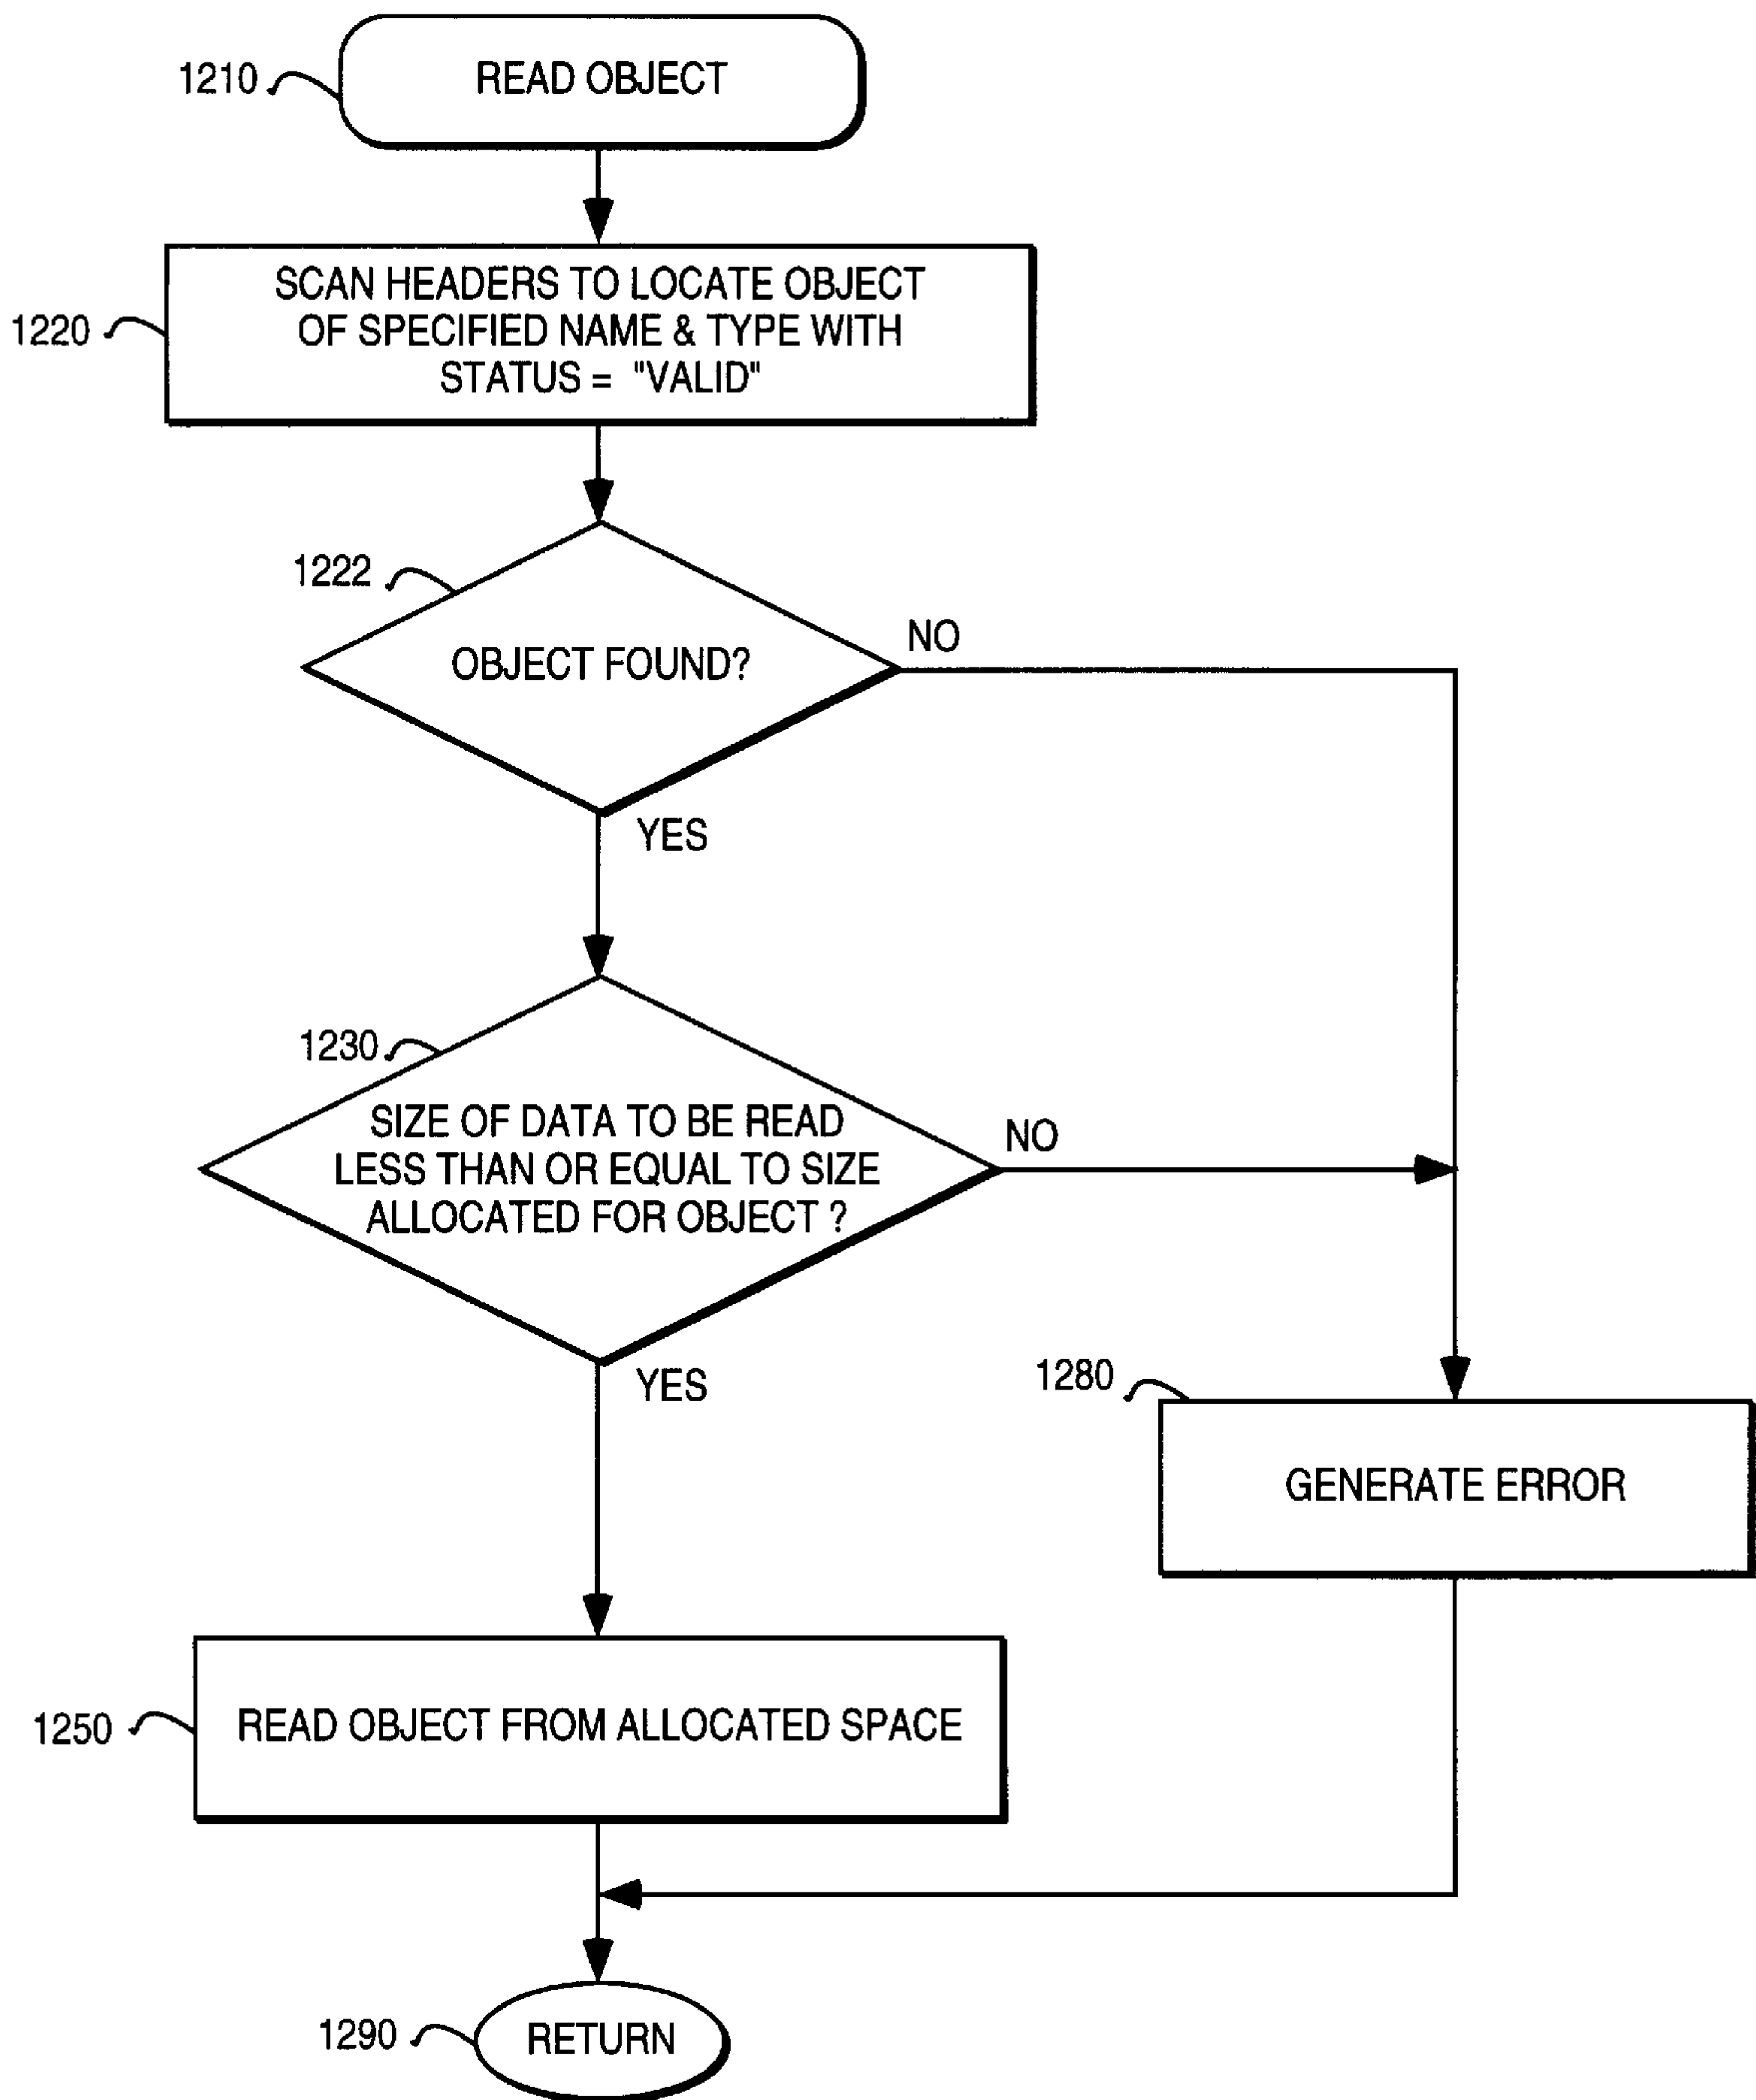 1210
READ OBJECT
1220
SCAN HEADERS TO LOCATE OBJECT
OF SPECIFIED NAME & TYPE WITH
STATUS = "VALID"
1222
OBJECT FOUND?
NO
YES
1230
SIZE OF DATA TO BE READ
LESS THAN OR EQUAL TO SIZE
ALLOCATED FOR OBJECT ?
NO
YES
1280
GENERATE ERROR
1250
READ OBJECT FROM ALLOCATED SPACE
1290
RETURN